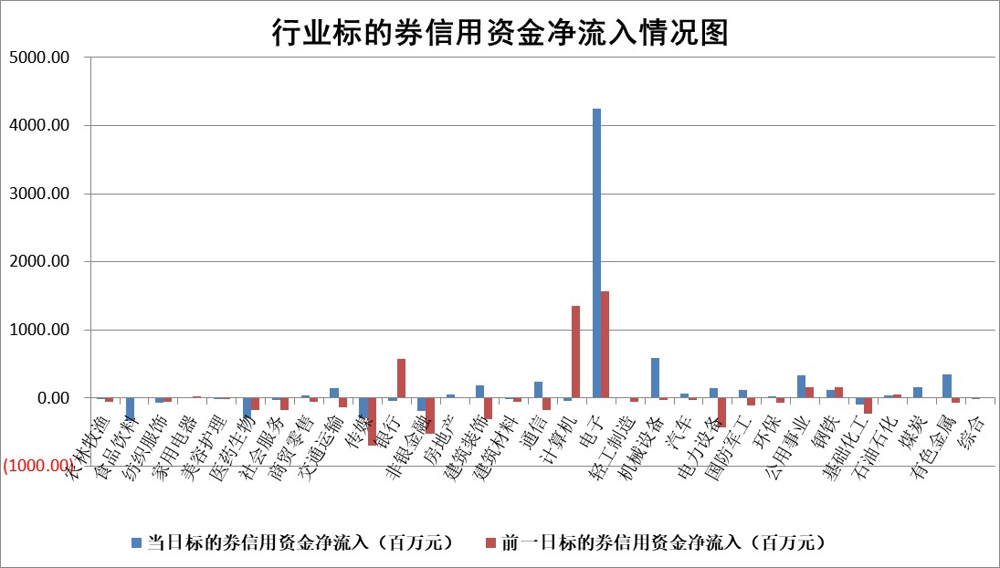 行业标的券信用资金净流入情况图
5000.00
4000.00
3000.00
2000.00
1000.00
0.00
(1000.00)
农林牧渔
食品饮料
纺织服饰
家用电器
美容护理
医药生物
社会服务
商贸零售
交通运输
传媒
银行
非银金融
房地产
建筑装饰
建筑材料
通信
计算机
电子
轻工制造
机械设备
汽车
电力设备
国防军工
环保
公用事业
钢铁
基础化工
石油石化
煤炭
有色金属
综合
当日标的券信用资金净流入（百万元）
前一日标的券信用资金净流入（百万元）